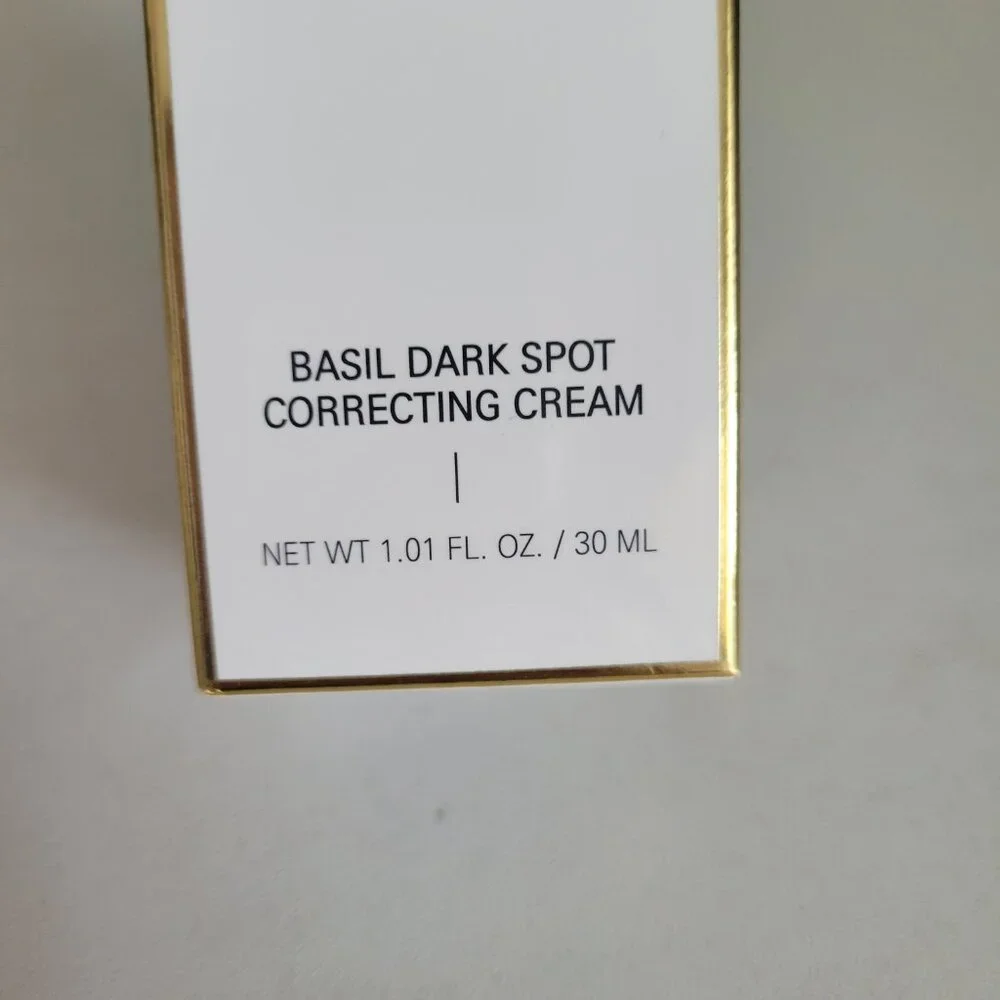 BASIL DARK SPOT
CORRECTING CREAM
NET WT 1.01 FL. OZ. / 30 ML